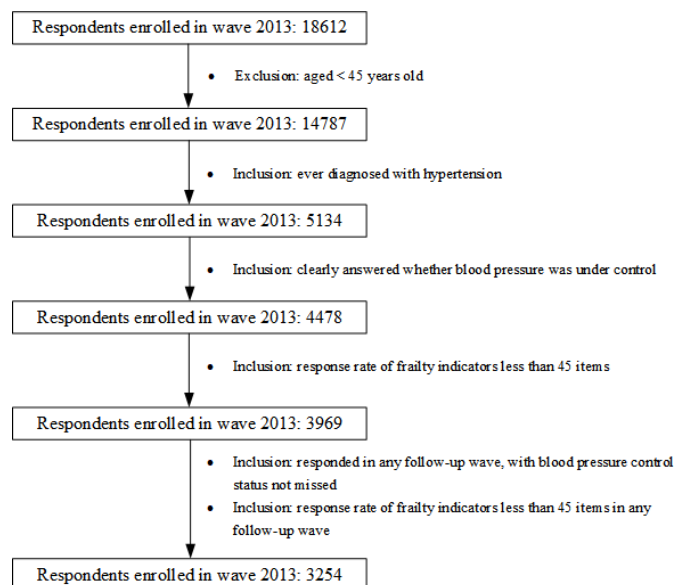 Respondents enrolled in wave 2013: 18612
• Exclusion: aged < 45 years old
Respondents enrolled in wave 2013: 14787
• Inclusion: ever diagnosed with hypertension
Respondents enrolled in wave 2013: 5134
• Inclusion: clearly answered whether blood pressure was under control
Respondents enrolled in wave 2013: 4478
• Inclusion: response rate of frailty indicators less than 45 items
Respondents enrolled in wave 2013: 3969
• Inclusion: responded in any follow-up wave, with blood pressure control
status not missed
• Inclusion: response rate of frailty indicators less than 45 items in any
follow-up wave
Respondents enrolled in wave 2013: 3254